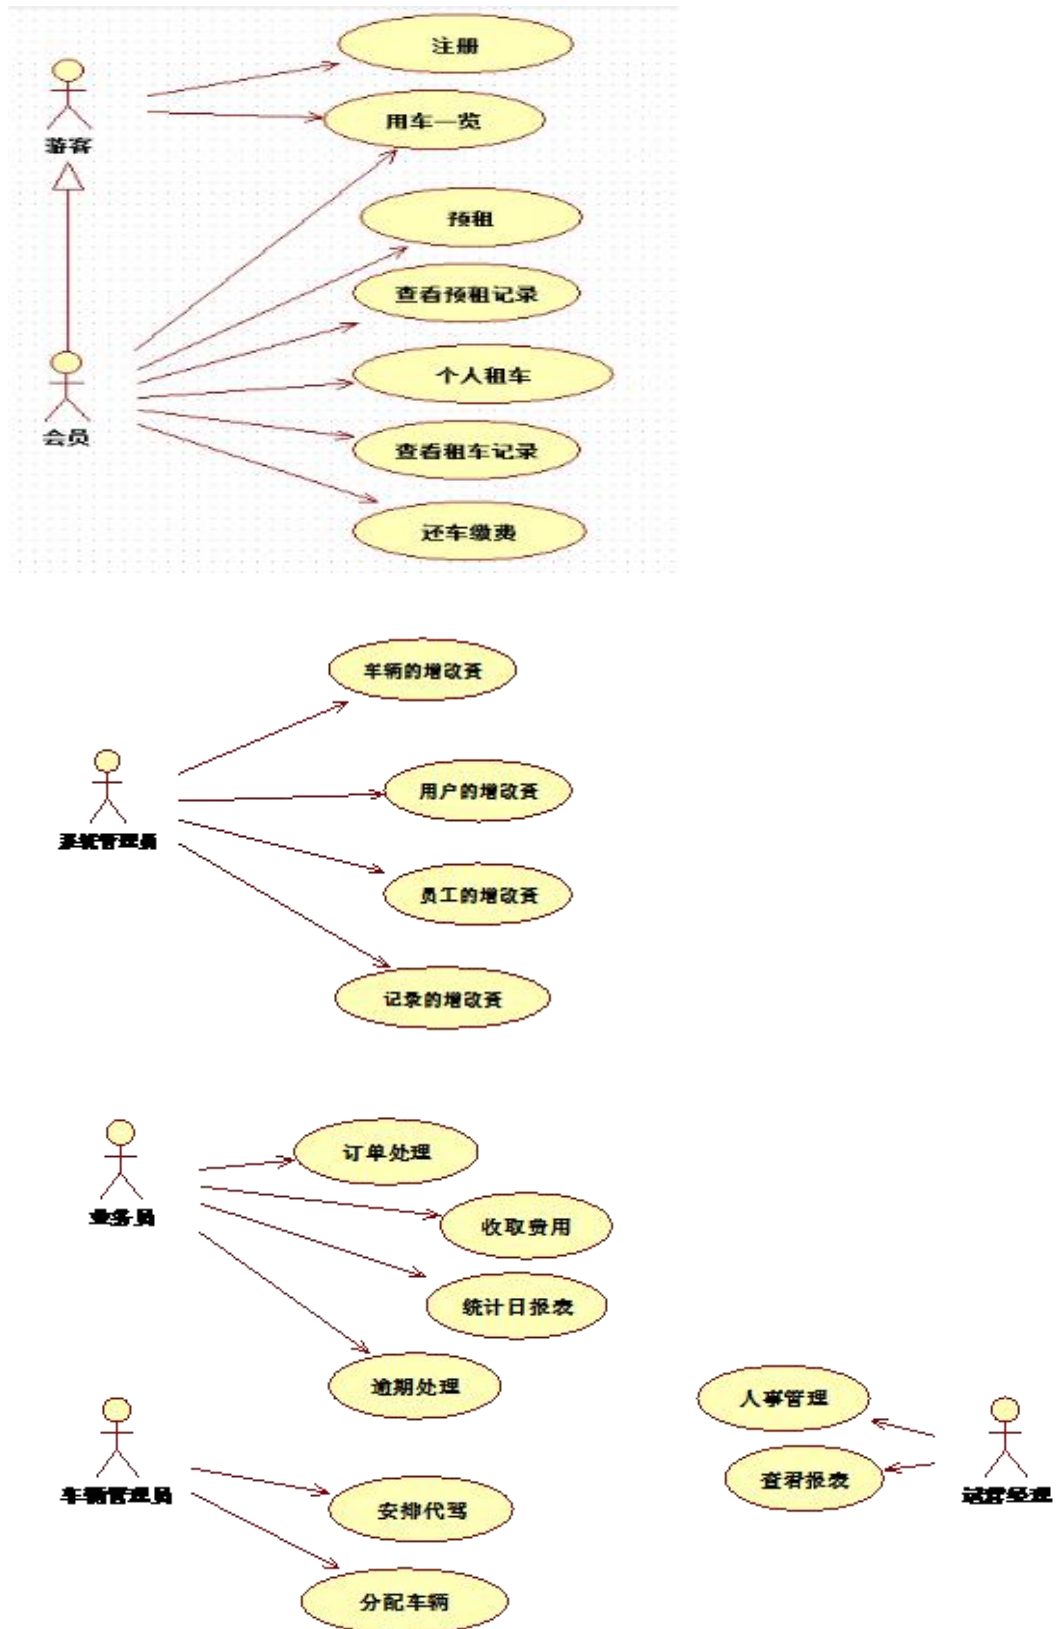 注册
游客
用车一览
预租
查看预租记录
会员
个人租车
查看租车记录
还车缴费
车辆的增改查
系统管理员
用户的增改查
员工的增改查
记录的增改查
业务员
订单处理
收取费用
统计日报表
逾期处理
人事管理
车辆管理员
查看报表
运营经理
安排代驾
分配车辆